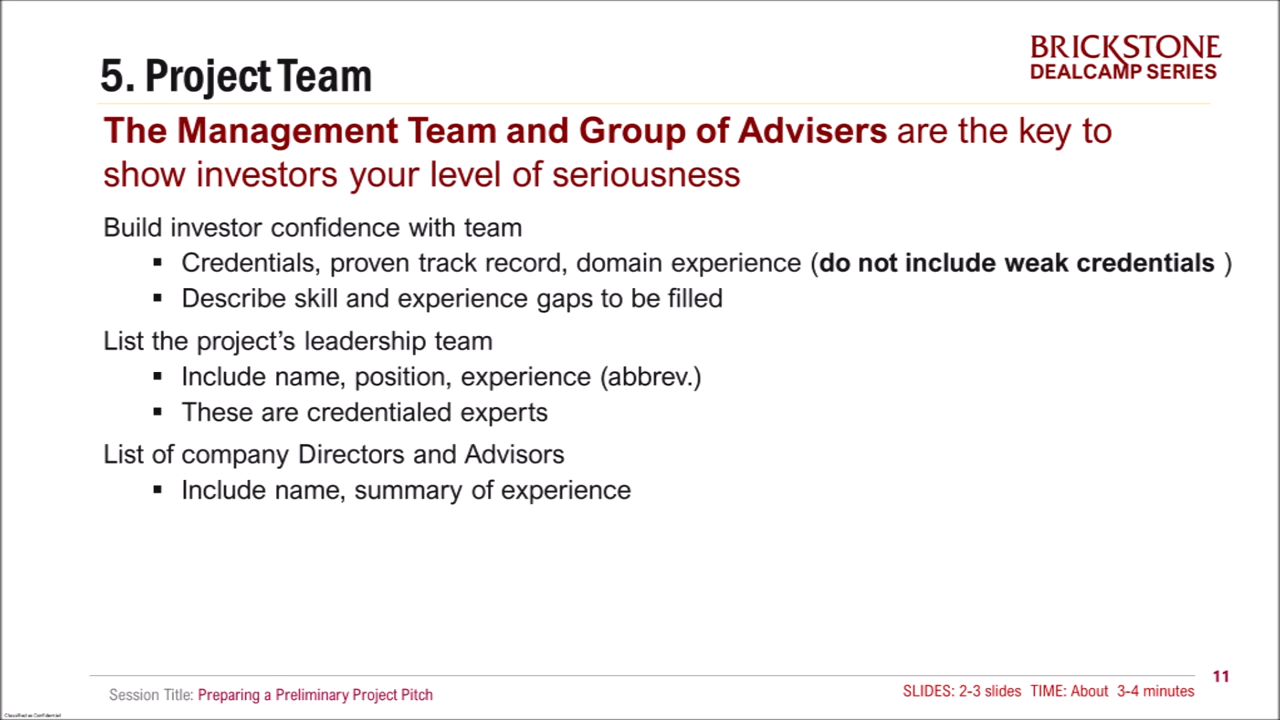 5. Project Team
BRICKSTONE
DEALCAMP SERIES
The Management Team and Group of Advisers are the key to
show investors your level of seriousness
Build investor confidence with team
▪ Credentials, proven track record, domain experience (do not include weak credentials )
▪ Describe skill and experience gaps to be filled
List the project’s leadership team
▪ Include name, position, experience (abbrev.)
▪ These are credentialed experts
List of company Directors and Advisors
▪ Include name, summary of experience
11
Session Title: Preparing a Preliminary Project Pitch
SLIDES: 2-3 slides TIME: About 3-4 minutes
Classified as Confidential